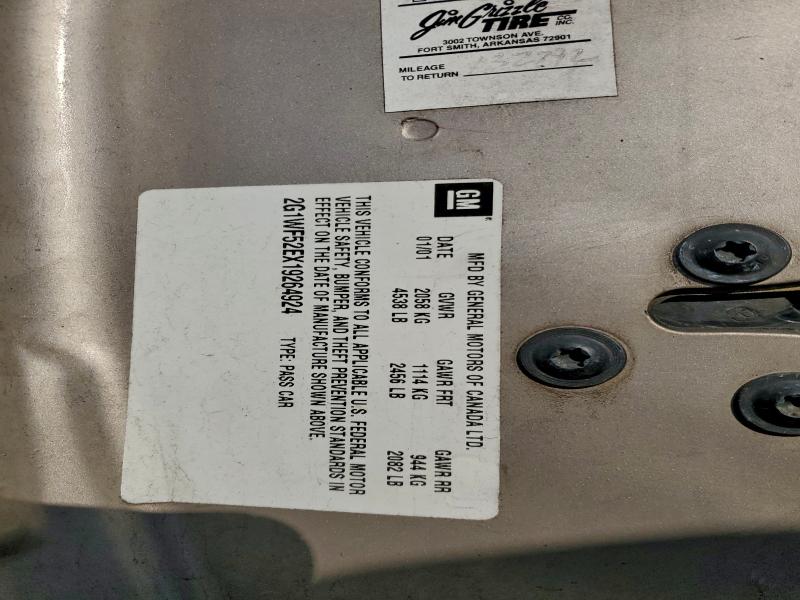 Jim Grizzle
TIRE CO. INC.
3002 TOWNSON AVE.
FORT SMITH, ARKANSAS 72901
MILEAGE
TO RETURN
GM
MFD BY GENERAL MOTORS OF CANADA LTD.
DATE GVWR GAWR FRT GAWR RR
01/01 2058 KG 1114 KG 944 KG
4538 LB 2456 LB 2082 LB
THIS VEHICLE CONFORMS TO ALL APPLICABLE U.S. FEDERAL MOTOR
VEHICLE SAFETY, BUMPER, AND THEFT PREVENTION STANDARDS IN
EFFECT ON THE DATE OF MANUFACTURE SHOWN ABOVE.
2G1WF52EX19264924 TYPE: PASS CAR